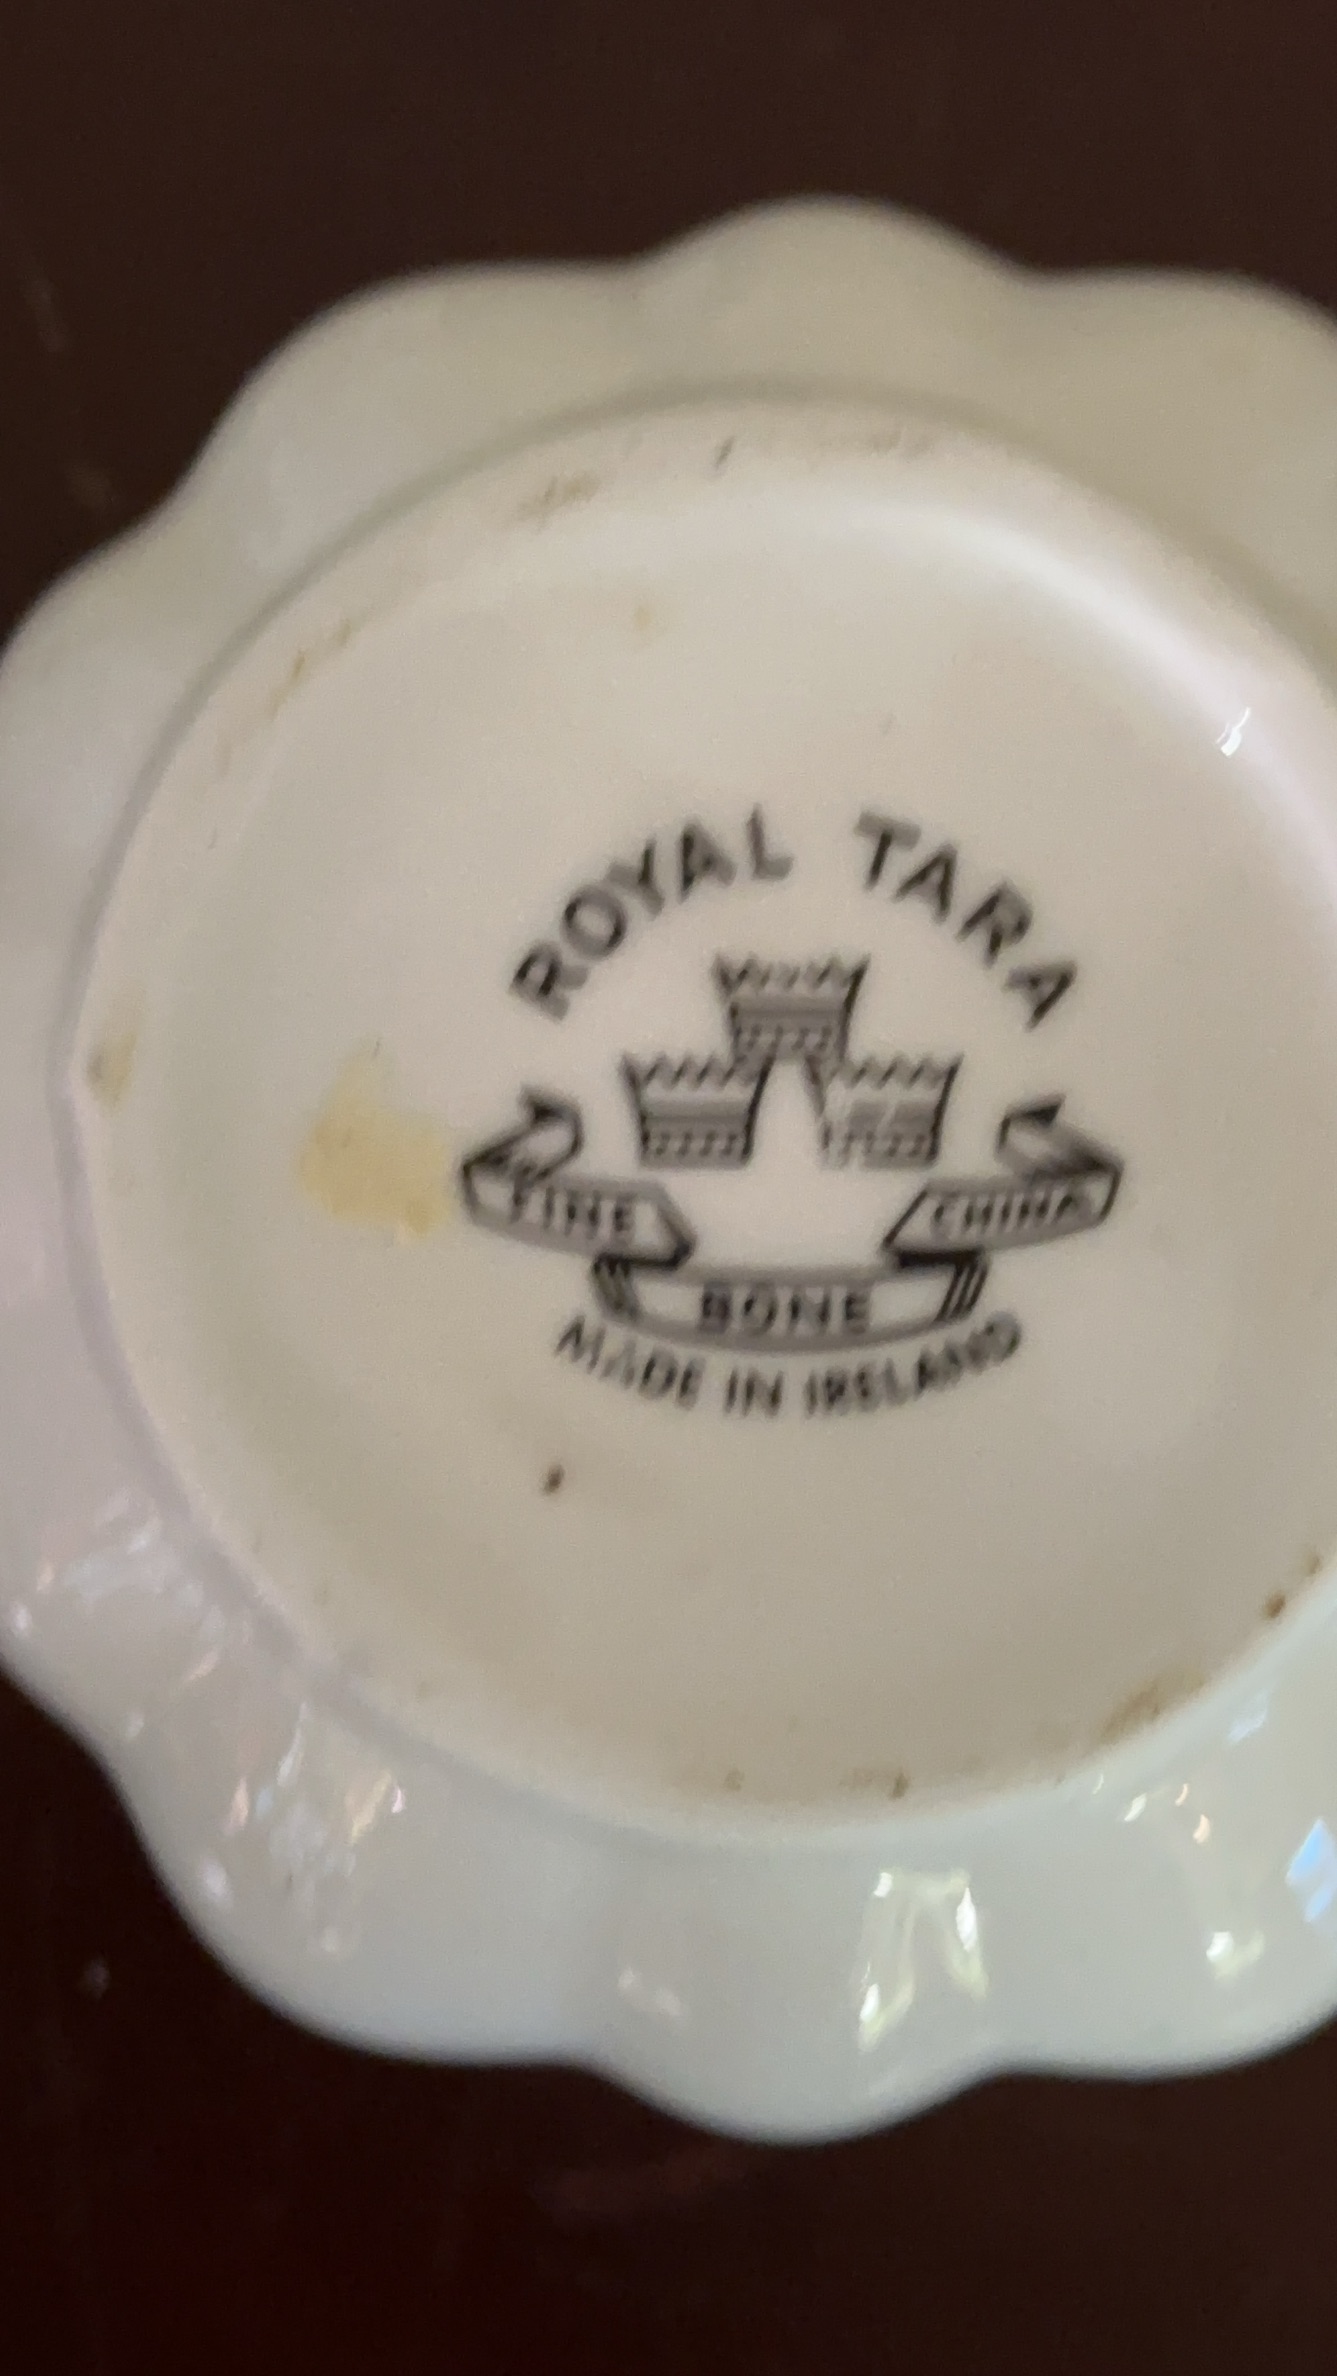 ROYAL TARA
FINE BONE CHINA
MADE IN IRELAND